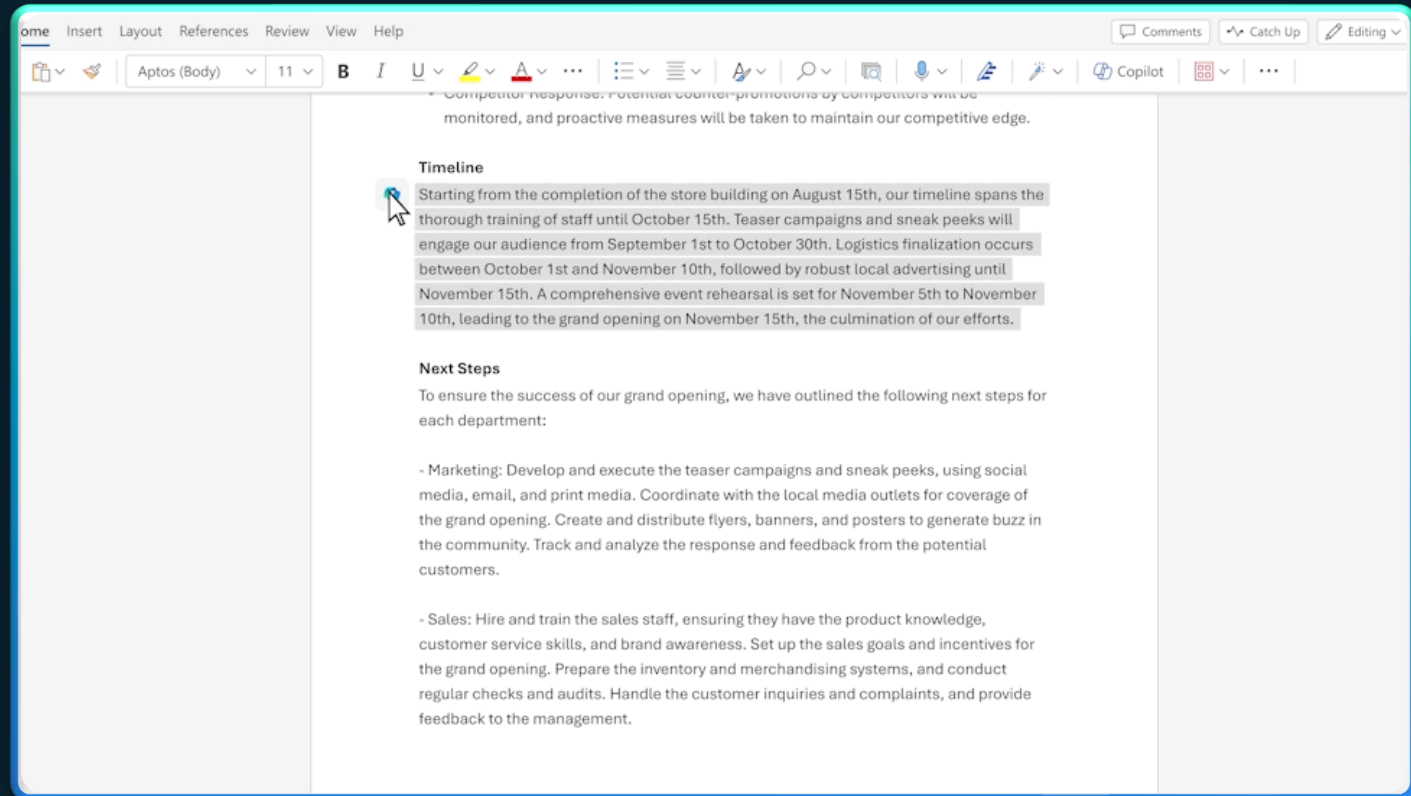 ome Insert Layout References Review View Help Comments Catch Up Editing
Aptos (Body) 11 B I U A Copilot
Competitor Response: Potential counter-promotions by competitors will be
monitored, and proactive measures will be taken to maintain our competitive edge.
Timeline
Starting from the completion of the store building on August 15th, our timeline spans the
thorough training of staff until October 15th. Teaser campaigns and sneak peeks will
engage our audience from September 1st to October 30th. Logistics finalization occurs
between October 1st and November 10th, followed by robust local advertising until
November 15th. A comprehensive event rehearsal is set for November 5th to November
10th, leading to the grand opening on November 15th, the culmination of our efforts.
Next Steps
To ensure the success of our grand opening, we have outlined the following next steps for
each department:
- Marketing: Develop and execute the teaser campaigns and sneak peeks, using social
media, email, and print media. Coordinate with the local media outlets for coverage of
the grand opening. Create and distribute flyers, banners, and posters to generate buzz in
the community. Track and analyze the response and feedback from the potential
customers.
- Sales: Hire and train the sales staff, ensuring they have the product knowledge,
customer service skills, and brand awareness. Set up the sales goals and incentives for
the grand opening. Prepare the inventory and merchandising systems, and conduct
regular checks and audits. Handle the customer inquiries and complaints, and provide
feedback to the management.